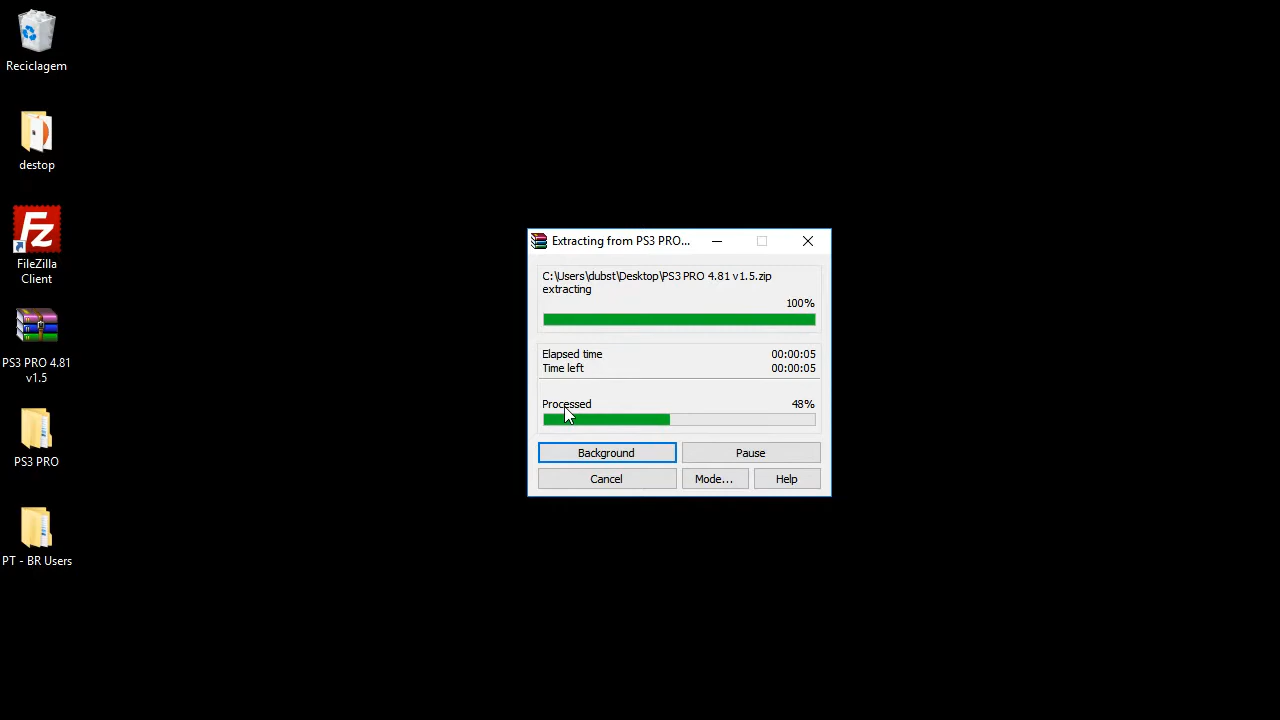 Reciclagem
destop
FileZilla
Client
PS3 PRO 4.81
v1.5
PS3 PRO
PT - BR Users
Extracting from PS3 PRO...
C:\Users\dubst\Desktop\PS3 PRO 4.81 v1.5.zip
extracting
100%
Elapsed time 00:00:05
Time left 00:00:05
Processed 48%
Background Pause
Cancel Mode... Help